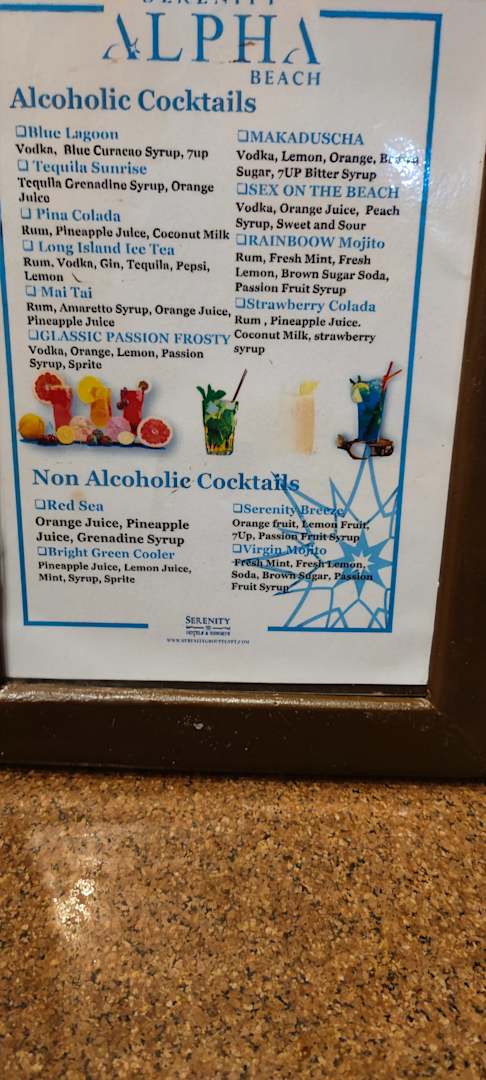 SERENITY
ALPHA
BEACH
Alcoholic Cocktails
❑Blue Lagoon
Vodka, Blue Curacao Syrup, 7up
❑ Tequila Sunrise
Tequlla Grenadine Syrup, Orange
Juice
❑ Pina Colada
Rum, Pineapple Juice, Coconut Milk
❑ Long Island Ice Tea
Rum, Vodka, Gin, Tequila, Pepsi,
Lemon
❑ Mai Tai
Rum, Amaretto Syrup, Orange Juice,
Pineapple Juice
❑GLASSIC PASSION FROSTY
Vodka, Orange, Lemon, Passion
Syrup, Sprite
❑MAKADUSCHA
Vodka, Lemon, Orange, Brown
Sugar, 7UP Bitter Syrup
❑SEX ON THE BEACH
Vodka, Orange Juice, Peach
Syrup, Sweet and Sour
❑RAINBOOW Mojito
Rum, Fresh Mint, Fresh
Lemon, Brown Sugar Soda,
Passion Fruit Syrup
❑Strawberry Colada
Rum , Pineapple Juice.
Coconut Milk, strawberry
syrup
Non Alcoholic Cocktails
❑Red Sea
Orange Juice, Pineapple
Juice, Grenadine Syrup
❑Bright Green Cooler
Pineapple Juice, Lemon Juice,
Mint, Syrup, Sprite
❑Serenity Breeze
Orange fruit, Lemon Fruit,
7Up, Passion Fruit Syrup
❑Virgin Mojito
Fresh Mint, Fresh Lemon,
Soda, Brown Sugar, Passion
Fruit Syrup
SERENITY
HOTELS & RESORTS